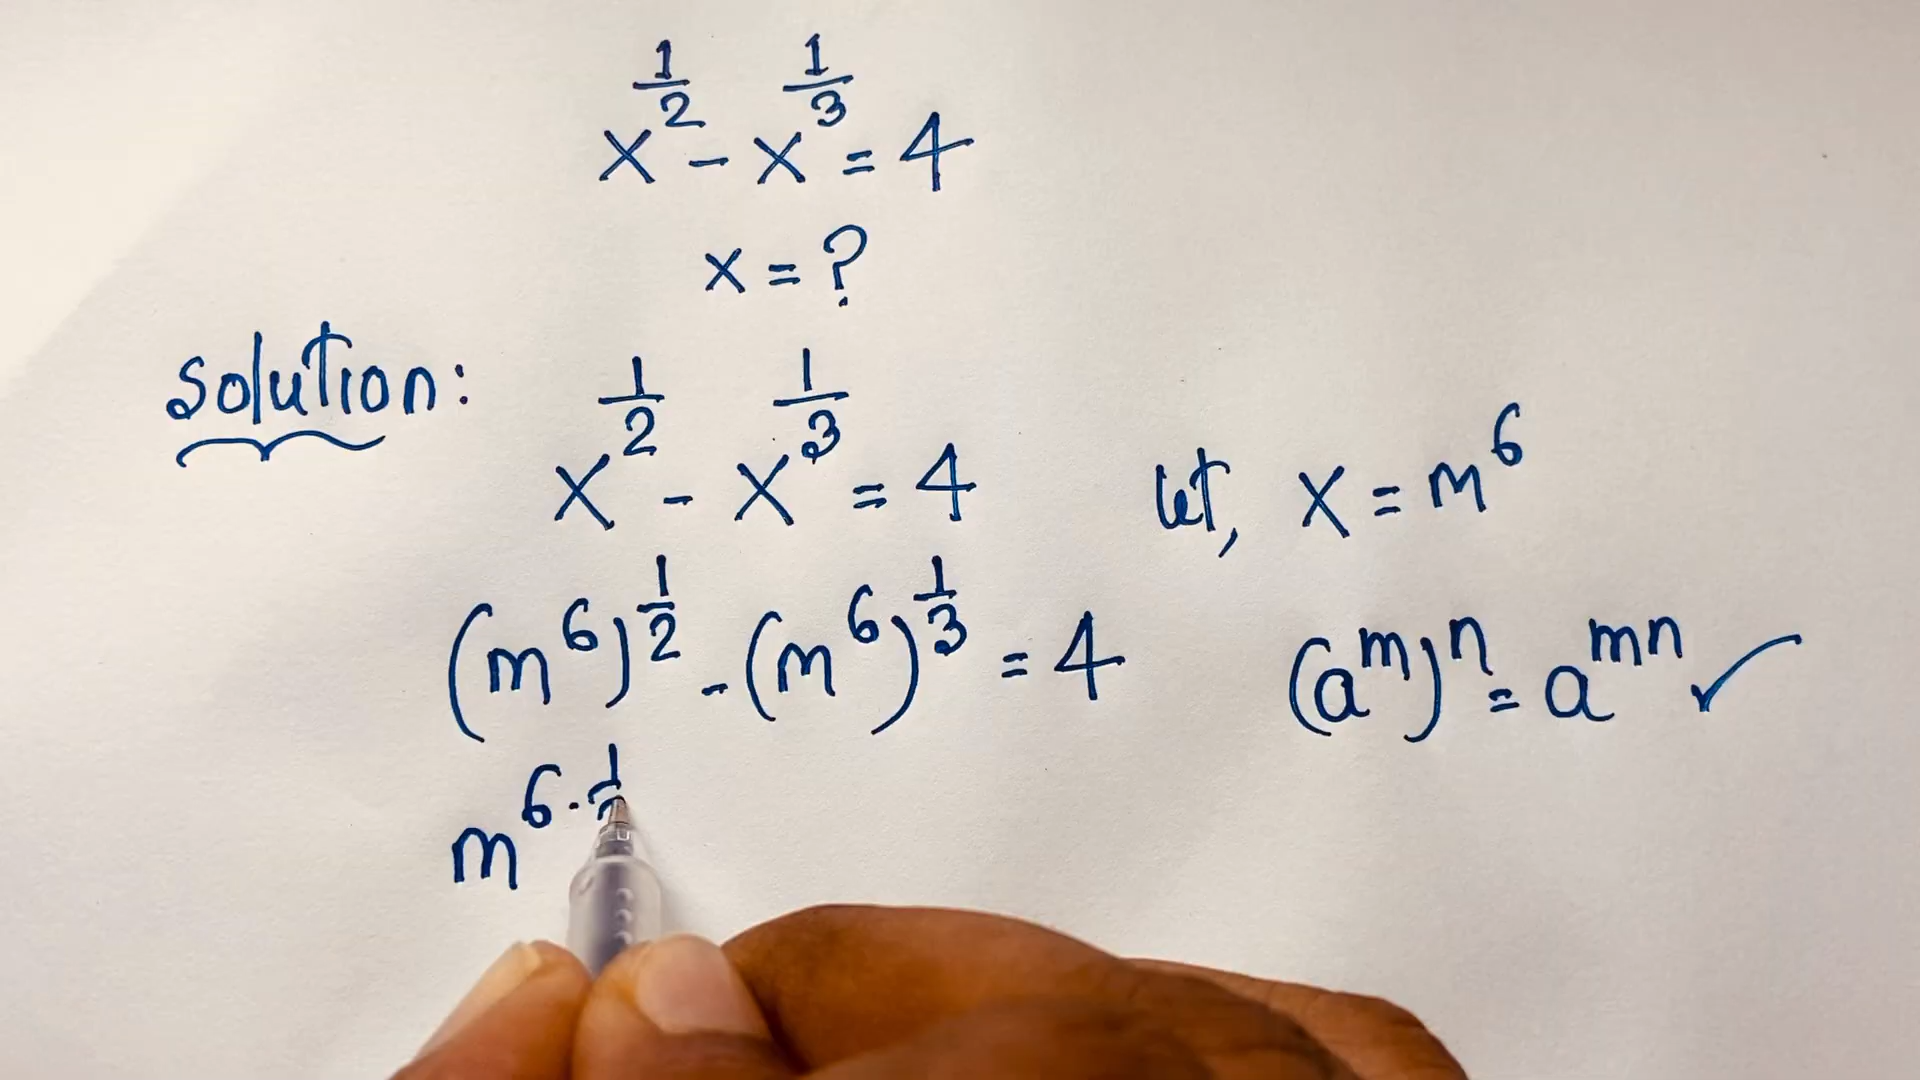 x^{1/2} - x^{1/3} = 4
x = ?
Solution:
x^{1/2} - x^{1/3} = 4
let, x = m^6
(m^6)^{1/2} - (m^6)^{1/3} = 4
(a^m)^n = a^{mn} ✓
m^{6 · 1/